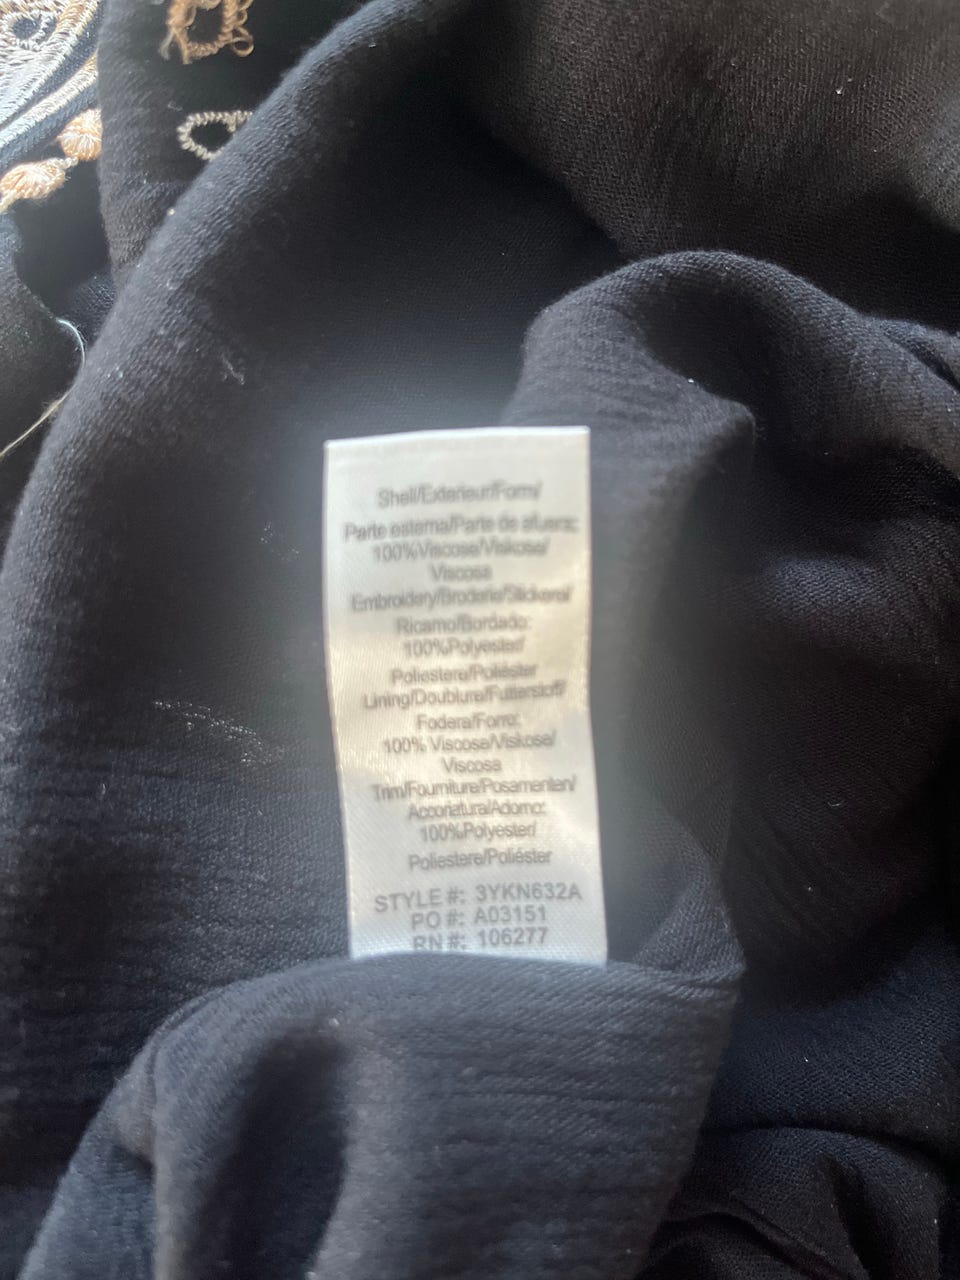 Shell/Exterieur/Form/
Parte esterna/Parte de afuera:
100%Viscose/Viskose/
Viscosa
Embroidery/Broderie/Stickerei/
Ricamo/Bordado:
100%Polyester/
Poliestere/Poliéster
Lining/Doublure/Futterstoff/
Fodera/Forro:
100% Viscose/Viskose/
Viscosa
Trim/Fourniture/Posamenten/
Acconatura/Adorno:
100%Polyester/
Poliestere/Poliéster
STYLE #: 3YKN632A
PO #: A03151
RN #: 106277